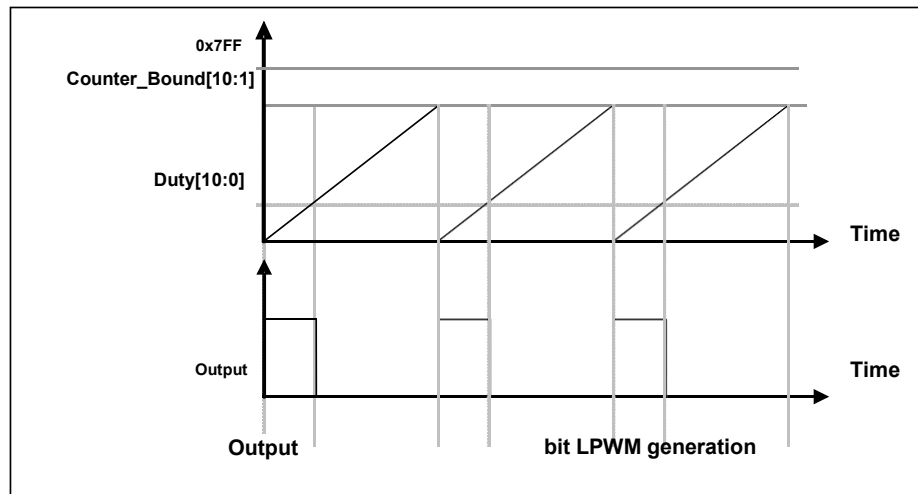 0x7FF
Counter_Bound[10:1]
Duty[10:0]
Time
Output
Time
Output
bit LPWM generation